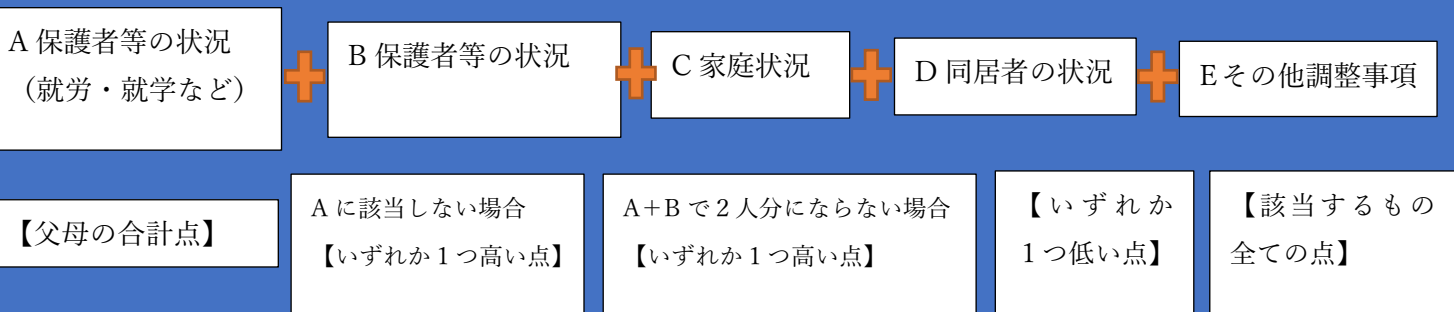 A 保護者等の状況
（就労・就学など）
B 保護者等の状況
C 家庭状況
D 同居者の状況
E その他調整事項
【父母の合計点】
A に該当しない場合
【いずれか１つ高い点】
A＋B で２人分にならない場合
【いずれか１つ高い点】
【いずれか
１つ低い点】
【該当するもの
全ての点】